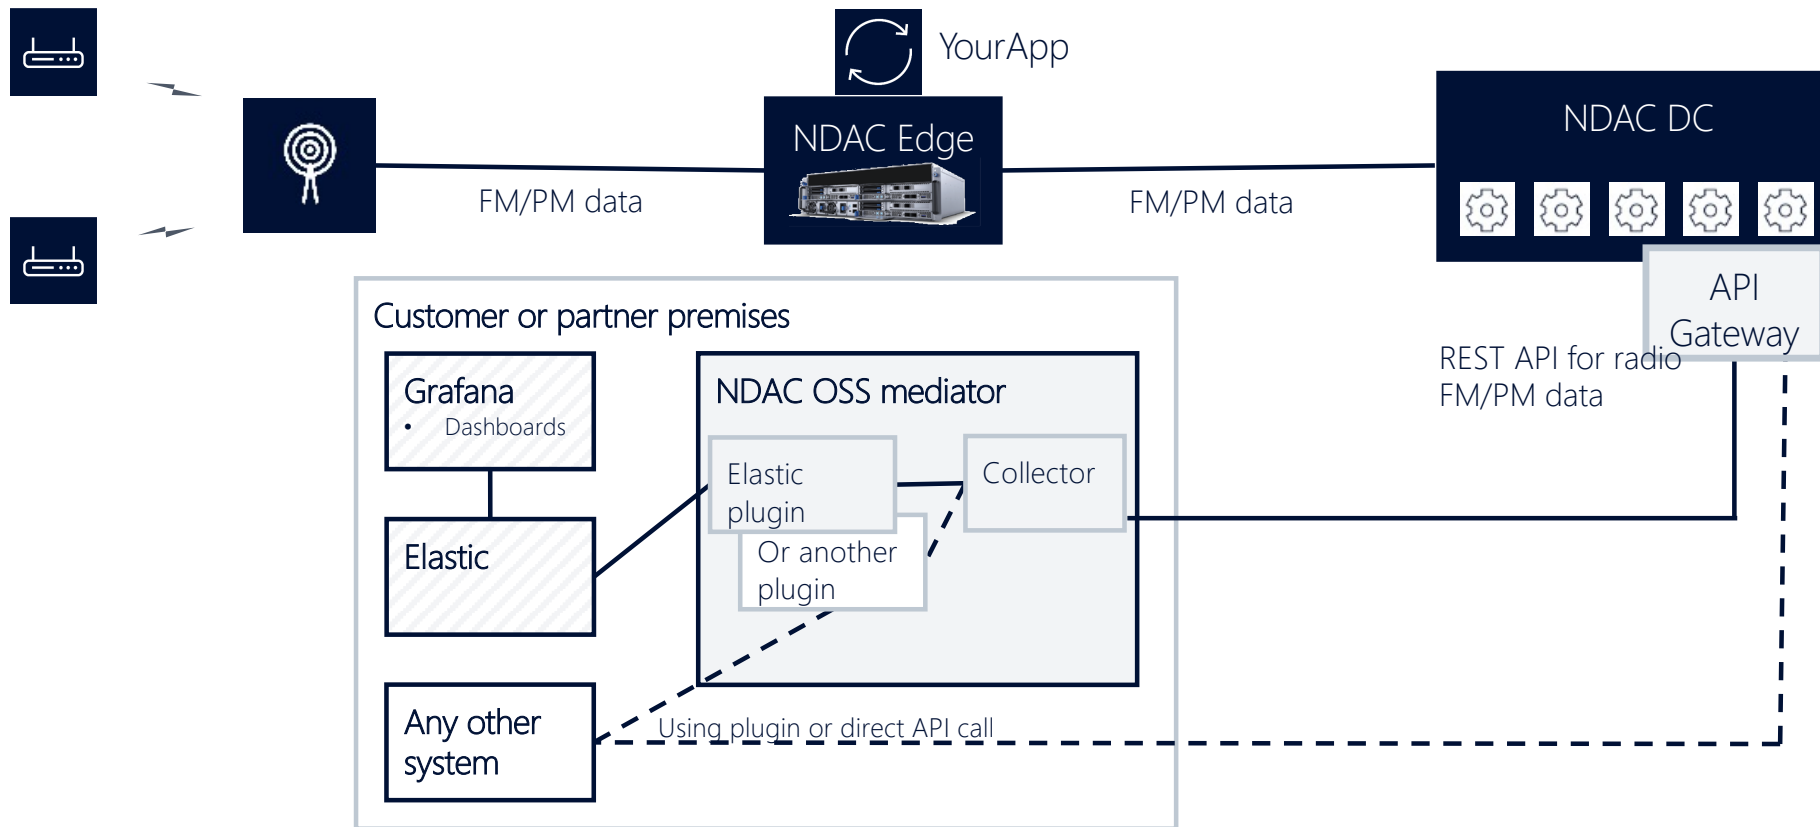 YourApp
NDAC Edge
NDAC DC
FM/PM data
FM/PM data
API
Gateway
REST API for radio
FM/PM data
Customer or partner premises
Grafana
• Dashboards
NDAC OSS mediator
Elastic
plugin
Collector
Or another
plugin
Elastic
Any other
system
Using plugin or direct API call